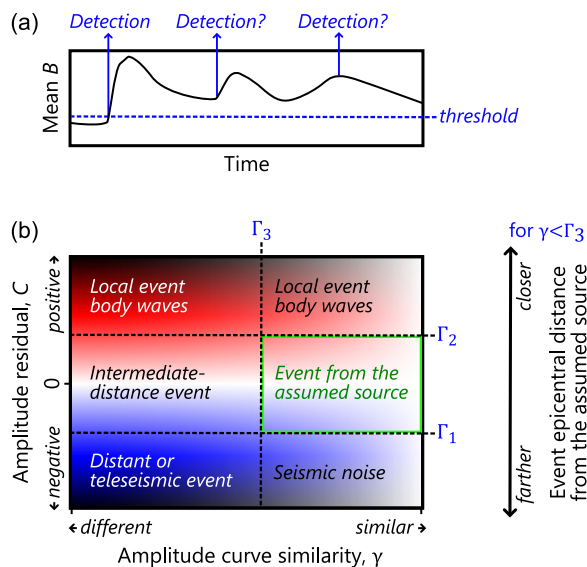 (a)
Detection
Detection?
Detection?
Mean B
threshold
Time
(b)
Γ3
for γ<Γ3
Amplitude residual, C
positive
0
negative
Local event
body waves
Local event
body waves
Γ2
Intermediate-
distance event
Event from the
assumed source
Γ1
Distant or
teleseismic event
Seismic noise
different
similar
Amplitude curve similarity, γ
closer
farther
Event epicentral distance
from the assumed source